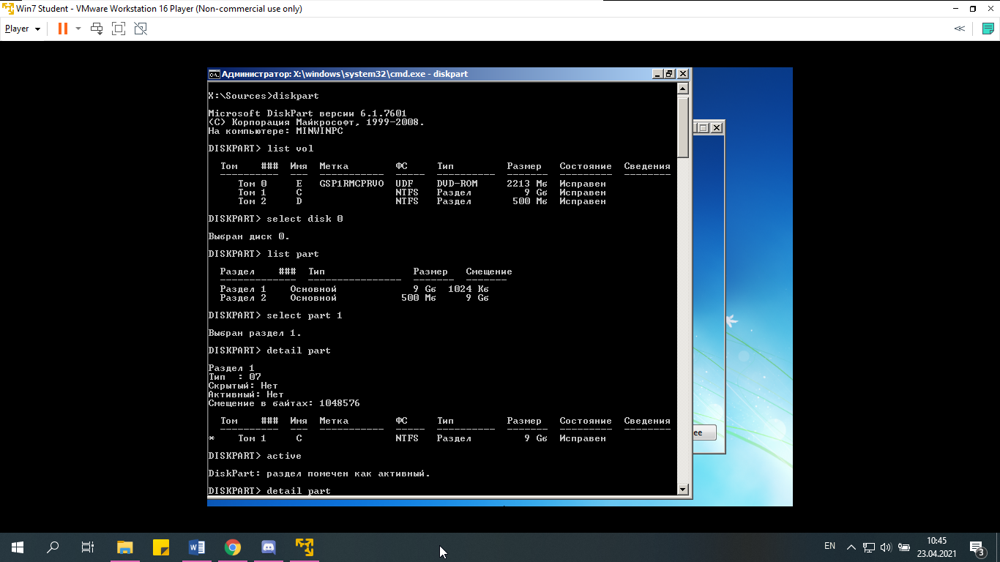 Win7 Student - VMware Workstation 16 Player (Non-commercial use only)
Player
Администратор: X:\windows\system32\cmd.exe - diskpart
X:\Sources>diskpart
Microsoft DiskPart версии 6.1.7601
(C) Корпорация Майкрософт, 1999-2008.
На компьютере: MINWINPC
DISKPART> list vol
Том ### Имя Метка ФС Тип Размер Состояние Сведения
Том 0 E GSP1RMCPRVO UDF DVD-ROM 2213 Мб Исправен
Том 1 C NTFS Раздел 9 Gб Исправен
Том 2 D NTFS Раздел 500 Мб Исправен
DISKPART> select disk 0
Выбран диск 0.
DISKPART> list part
Раздел ### Тип Размер Смещение
Раздел 1 Основной 9 Gб 1024 Кб
Раздел 2 Основной 500 Мб 9 Gб
DISKPART> select part 1
Выбран раздел 1.
DISKPART> detail part
Раздел 1
Тип : 07
Скрытый: Нет
Активный: Нет
Смещение в байтах: 1048576
Том ### Имя Метка ФС Тип Размер Состояние Сведения
* Том 1 C NTFS Раздел 9 Gб Исправен
DISKPART> active
DiskPart: раздел помечен как активный.
DISKPART> detail part
ее
EN
10:45
23.04.2021
3